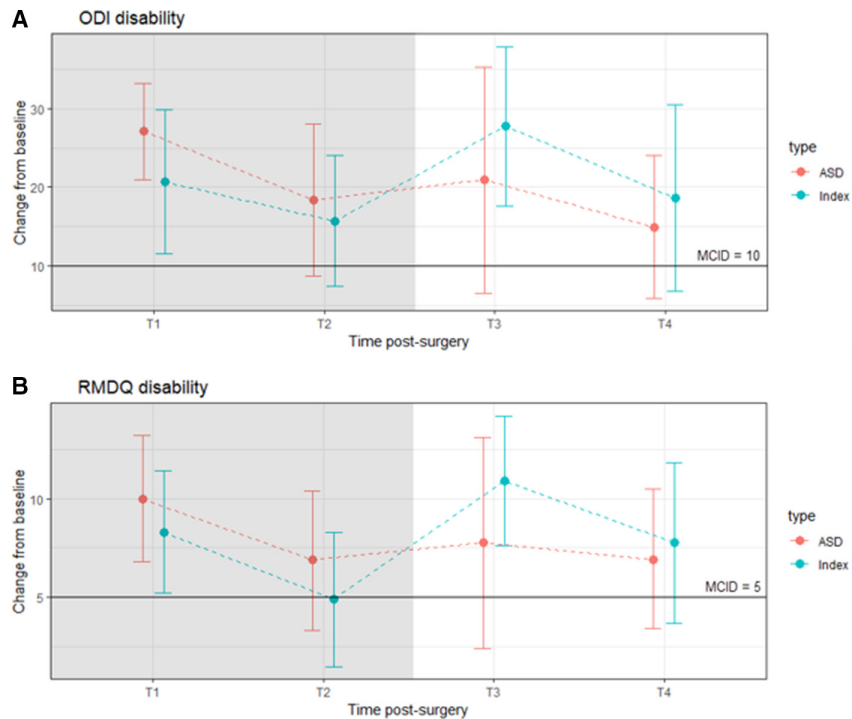 A
ODI disability
Change from baseline
30
20
10
MCID = 10
T1
T2
T3
T4
Time post-surgery
type
ASD
Index
B
RMDQ disability
Change from baseline
10
5
MCID = 5
T1
T2
T3
T4
Time post-surgery
type
ASD
Index